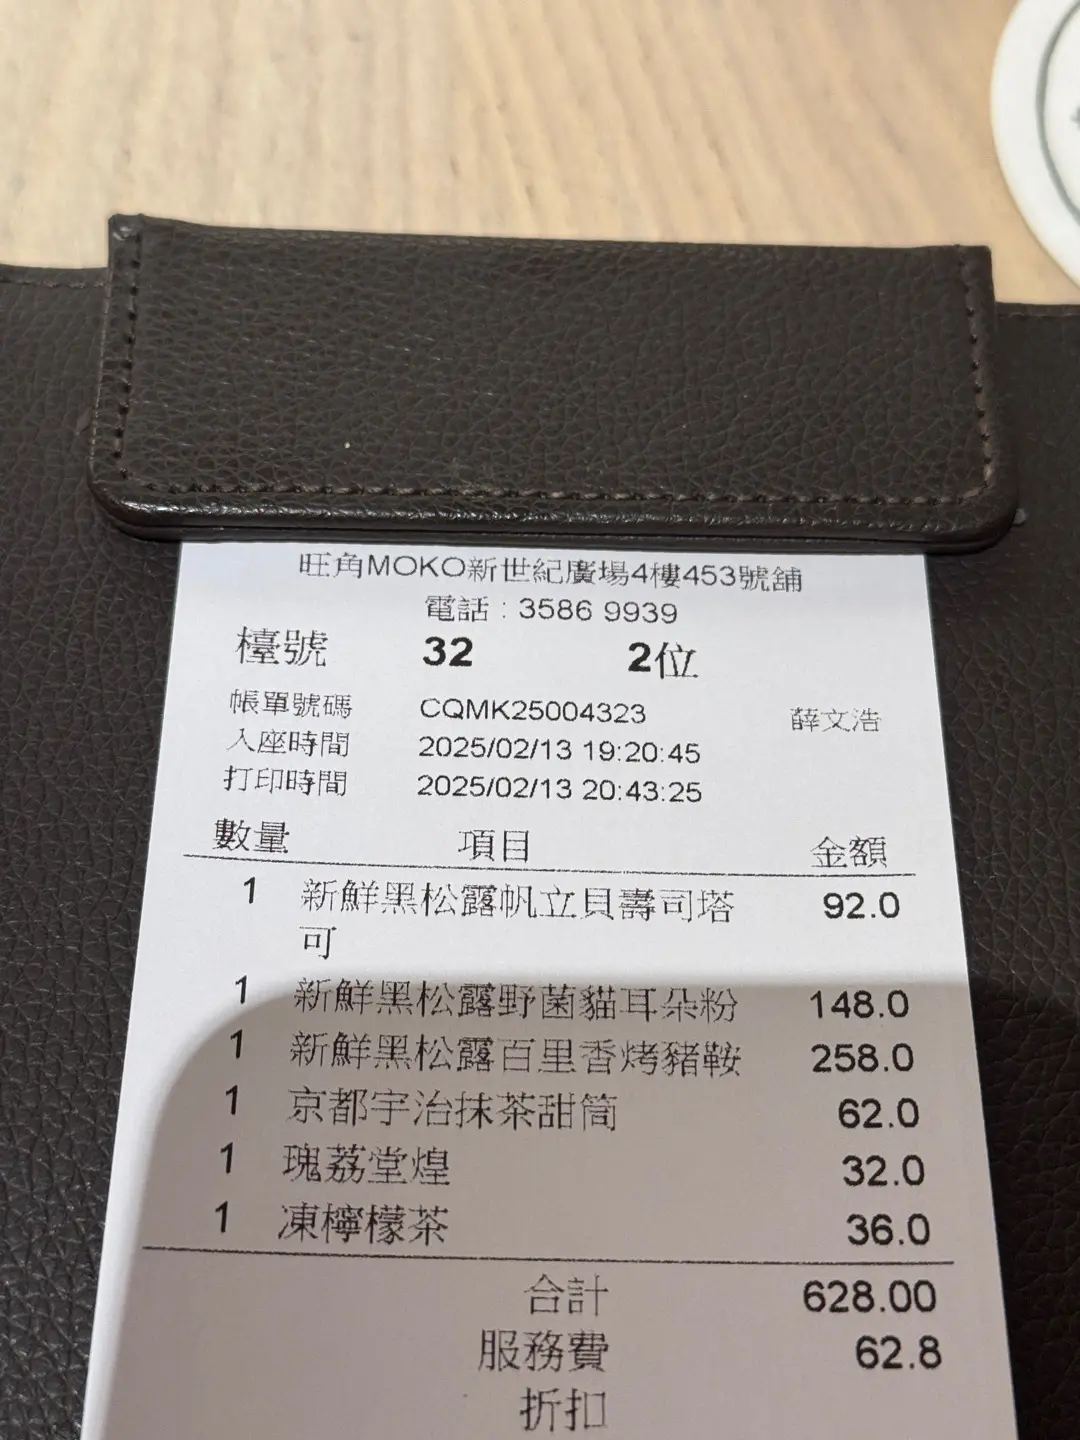 旺角MOKO新世紀廣場4樓453號舖
電話：3586 9939
檯號 32 2位
帳單號碼 CQMK25004323 薛文浩
入座時間 2025/02/13 19:20:45
打印時間 2025/02/13 20:43:25
數量 項目 金額
1 新鮮黑松露帆立貝壽司塔 92.0
可
1 新鮮黑松露野菌貓耳朵粉 148.0
1 新鮮黑松露百里香烤豬鞍 258.0
1 京都宇治抹茶甜筒 62.0
1 瑰荔堂煌 32.0
1 凍檸檬茶 36.0
合計 628.00
服務費 62.8
折扣